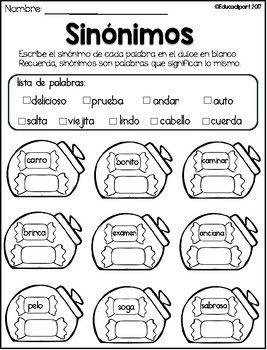 Nombre:
©Educadipart 2017
Sinónimos
Escribe el sinónimo de cada palabra en el dulce en blanco
Recuerda, sinónimos son palabras que significan lo mismo.
lista de palabras:
delicioso prueba andar auto
salta viejita lindo cabello cuerda
carro bonito caminar
brinca exámen anciana
pelo soga sabroso